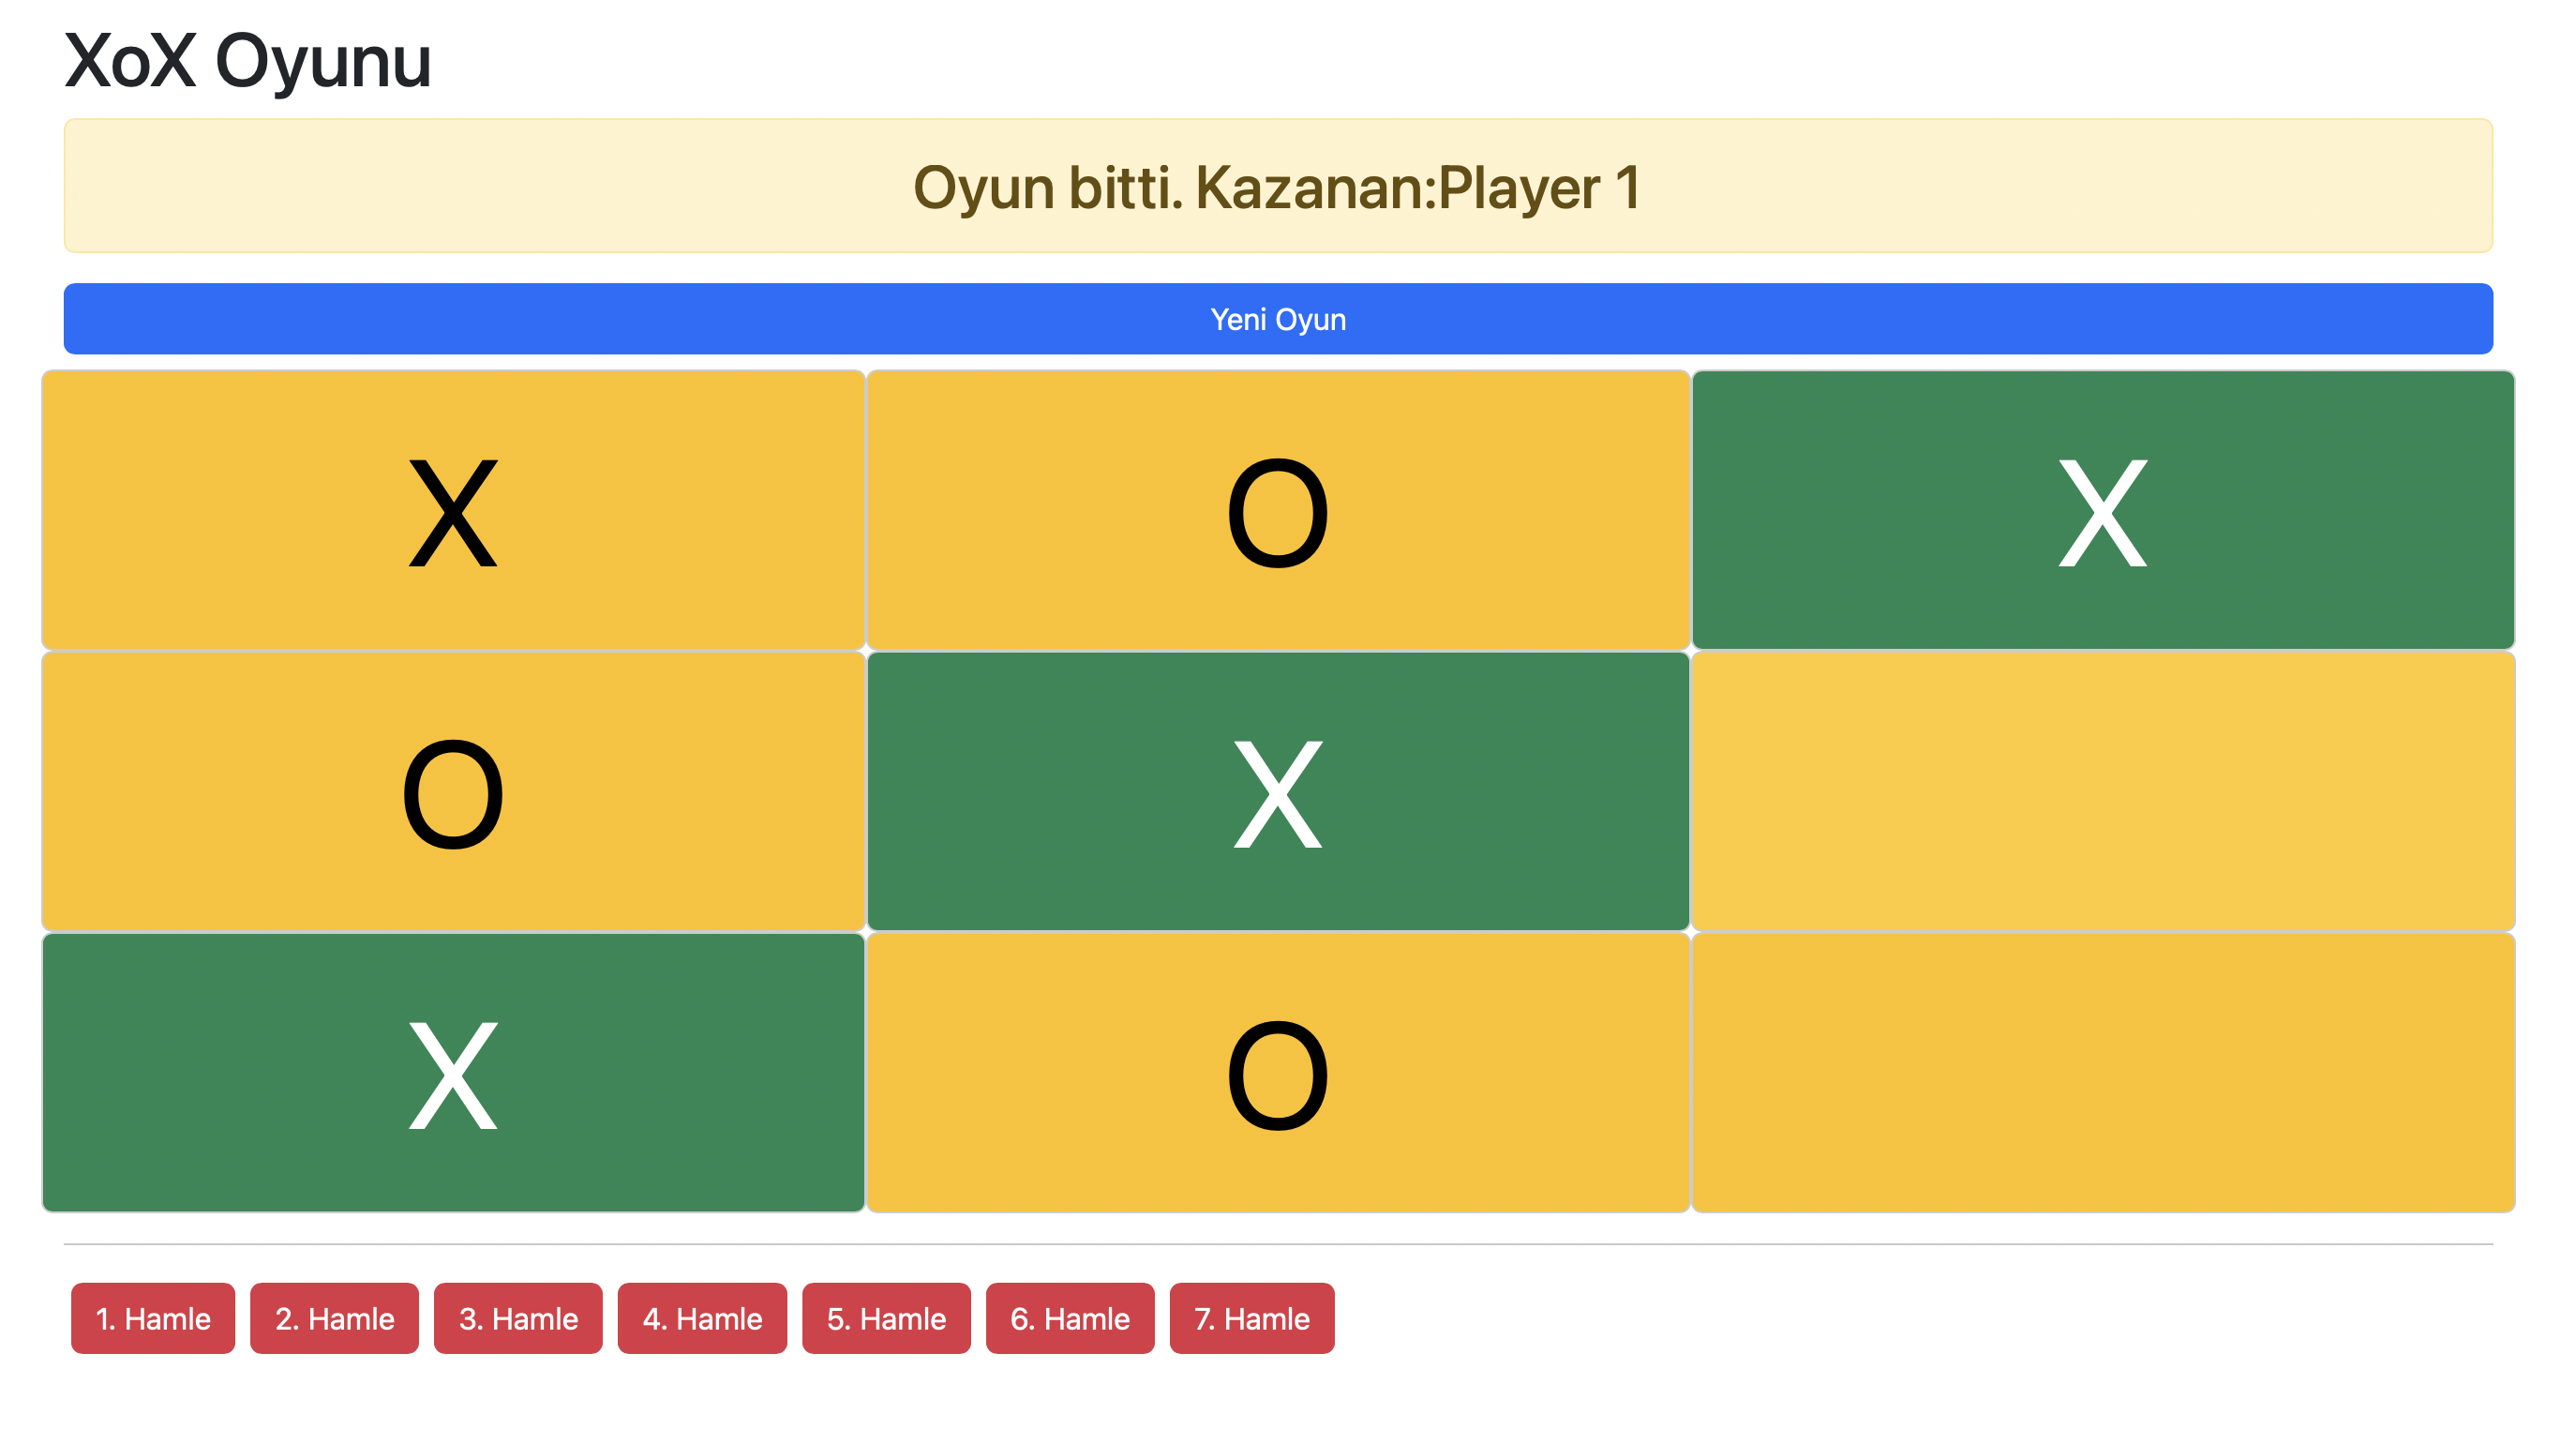 XoX Oyunu
Oyun bitti. Kazanan:Player 1
Yeni Oyun
X O X
O X
X O
1. Hamle 2. Hamle 3. Hamle 4. Hamle 5. Hamle 6. Hamle 7. Hamle